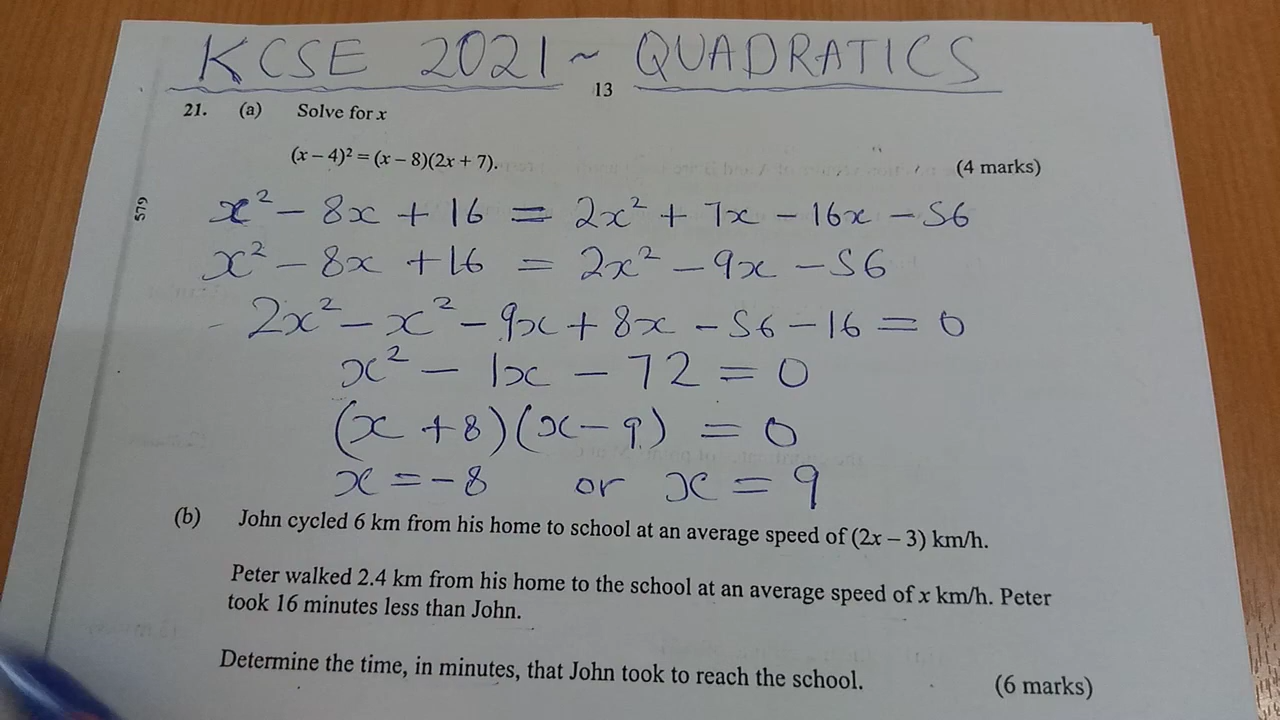 KCSE 2021 ~ QUADRATICS
13
21. (a) Solve for x
(x – 4)² = (x – 8)(2x + 7).
(4 marks)
579
x² - 8x + 16 = 2x² + 7x - 16x - 56
x² - 8x + 16 = 2x² - 9x - 56
2x² - x² - 9x + 8x - 56 - 16 = 0
x² - 1x - 72 = 0
(x + 8)(x - 9) = 0
x = -8 or x = 9
(b) John cycled 6 km from his home to school at an average speed of (2x – 3) km/h.
Peter walked 2.4 km from his home to the school at an average speed of x km/h. Peter
took 16 minutes less than John.
Determine the time, in minutes, that John took to reach the school.
(6 marks)